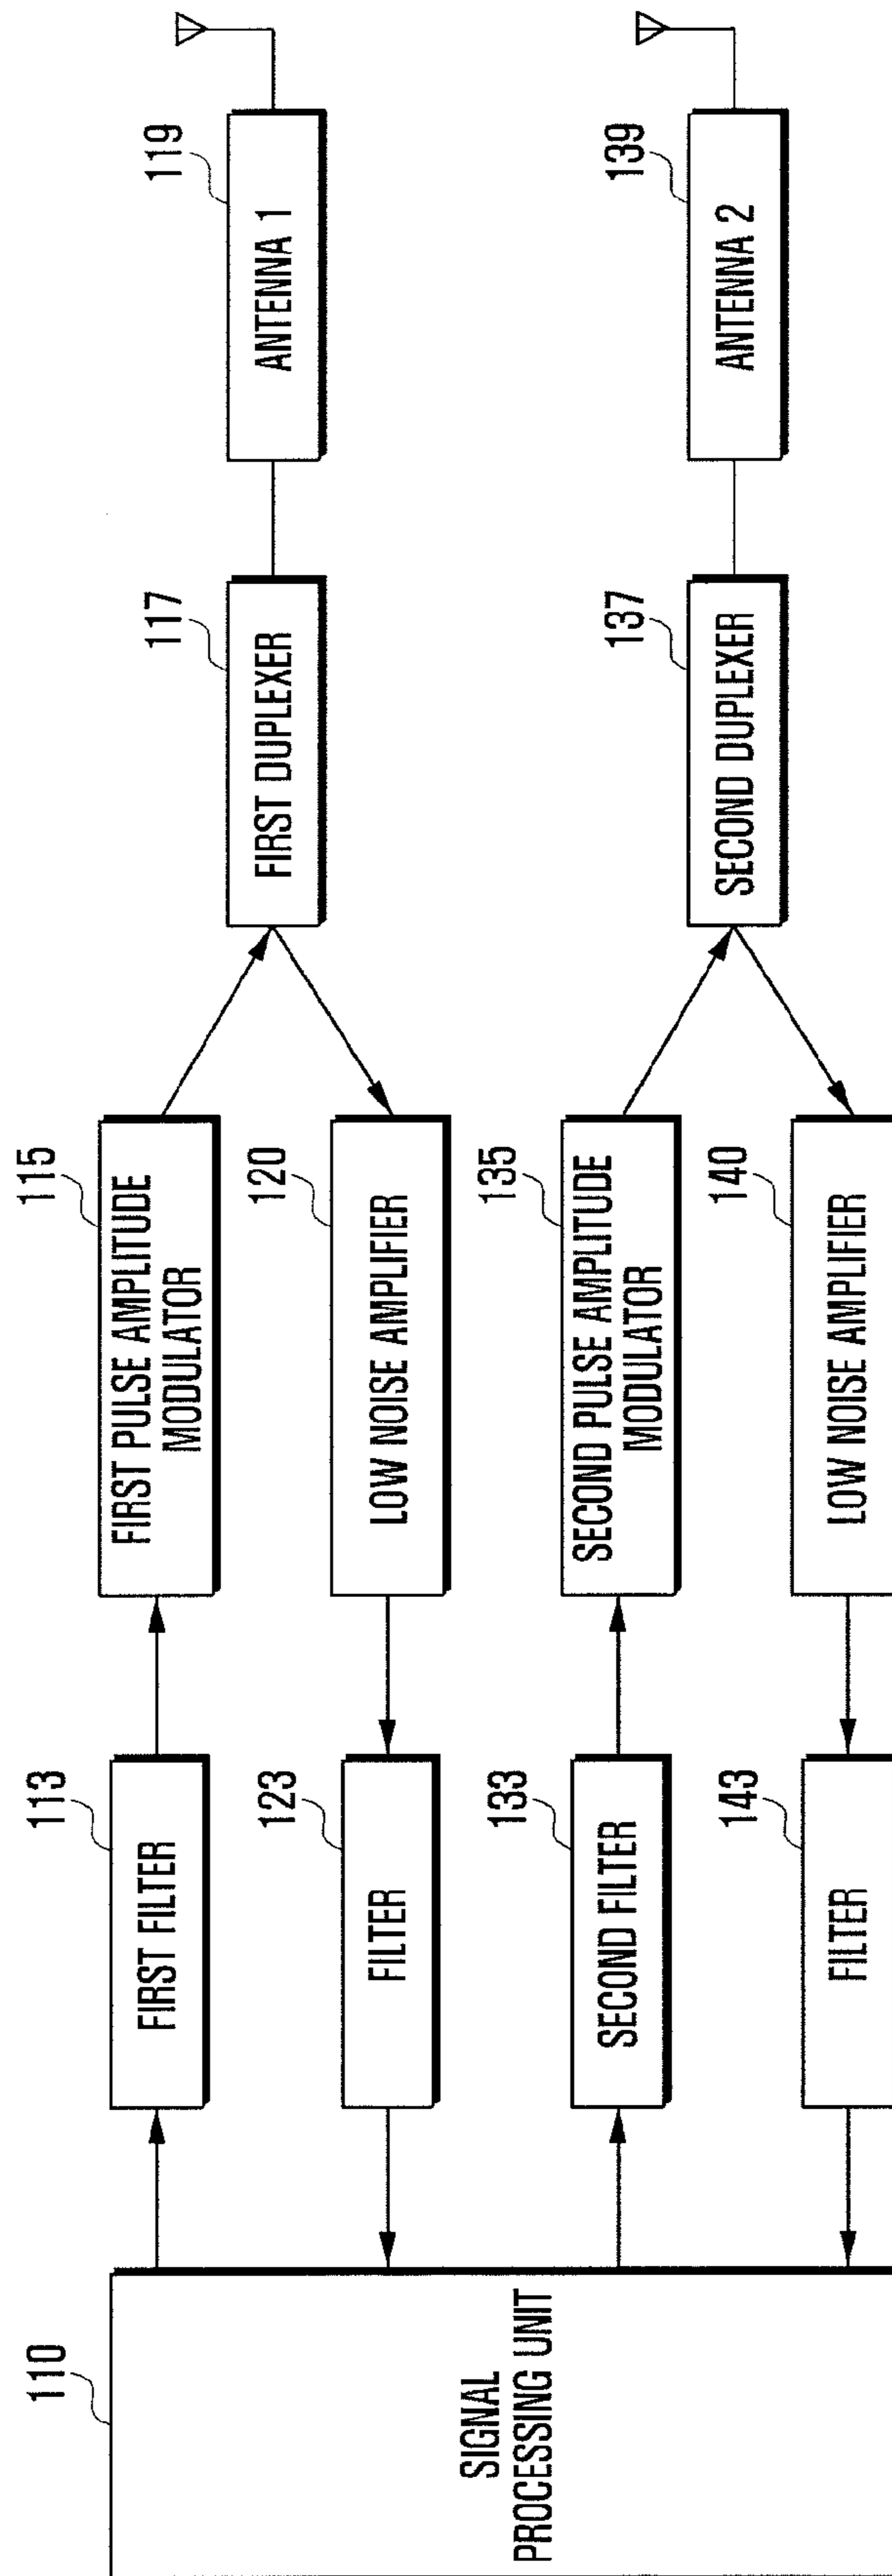 110
SIGNAL
PROCESSING UNIT
113
FIRST FILTER
115
FIRST PULSE AMPLITUDE
MODULATOR
117
FIRST DUPLEXER
119
ANTENNA 1
123
FILTER
120
LOW NOISE AMPLIFIER
133
SECOND FILTER
135
SECOND PULSE AMPLITUDE
MODULATOR
137
SECOND DUPLEXER
139
ANTENNA 2
143
FILTER
140
LOW NOISE AMPLIFIER